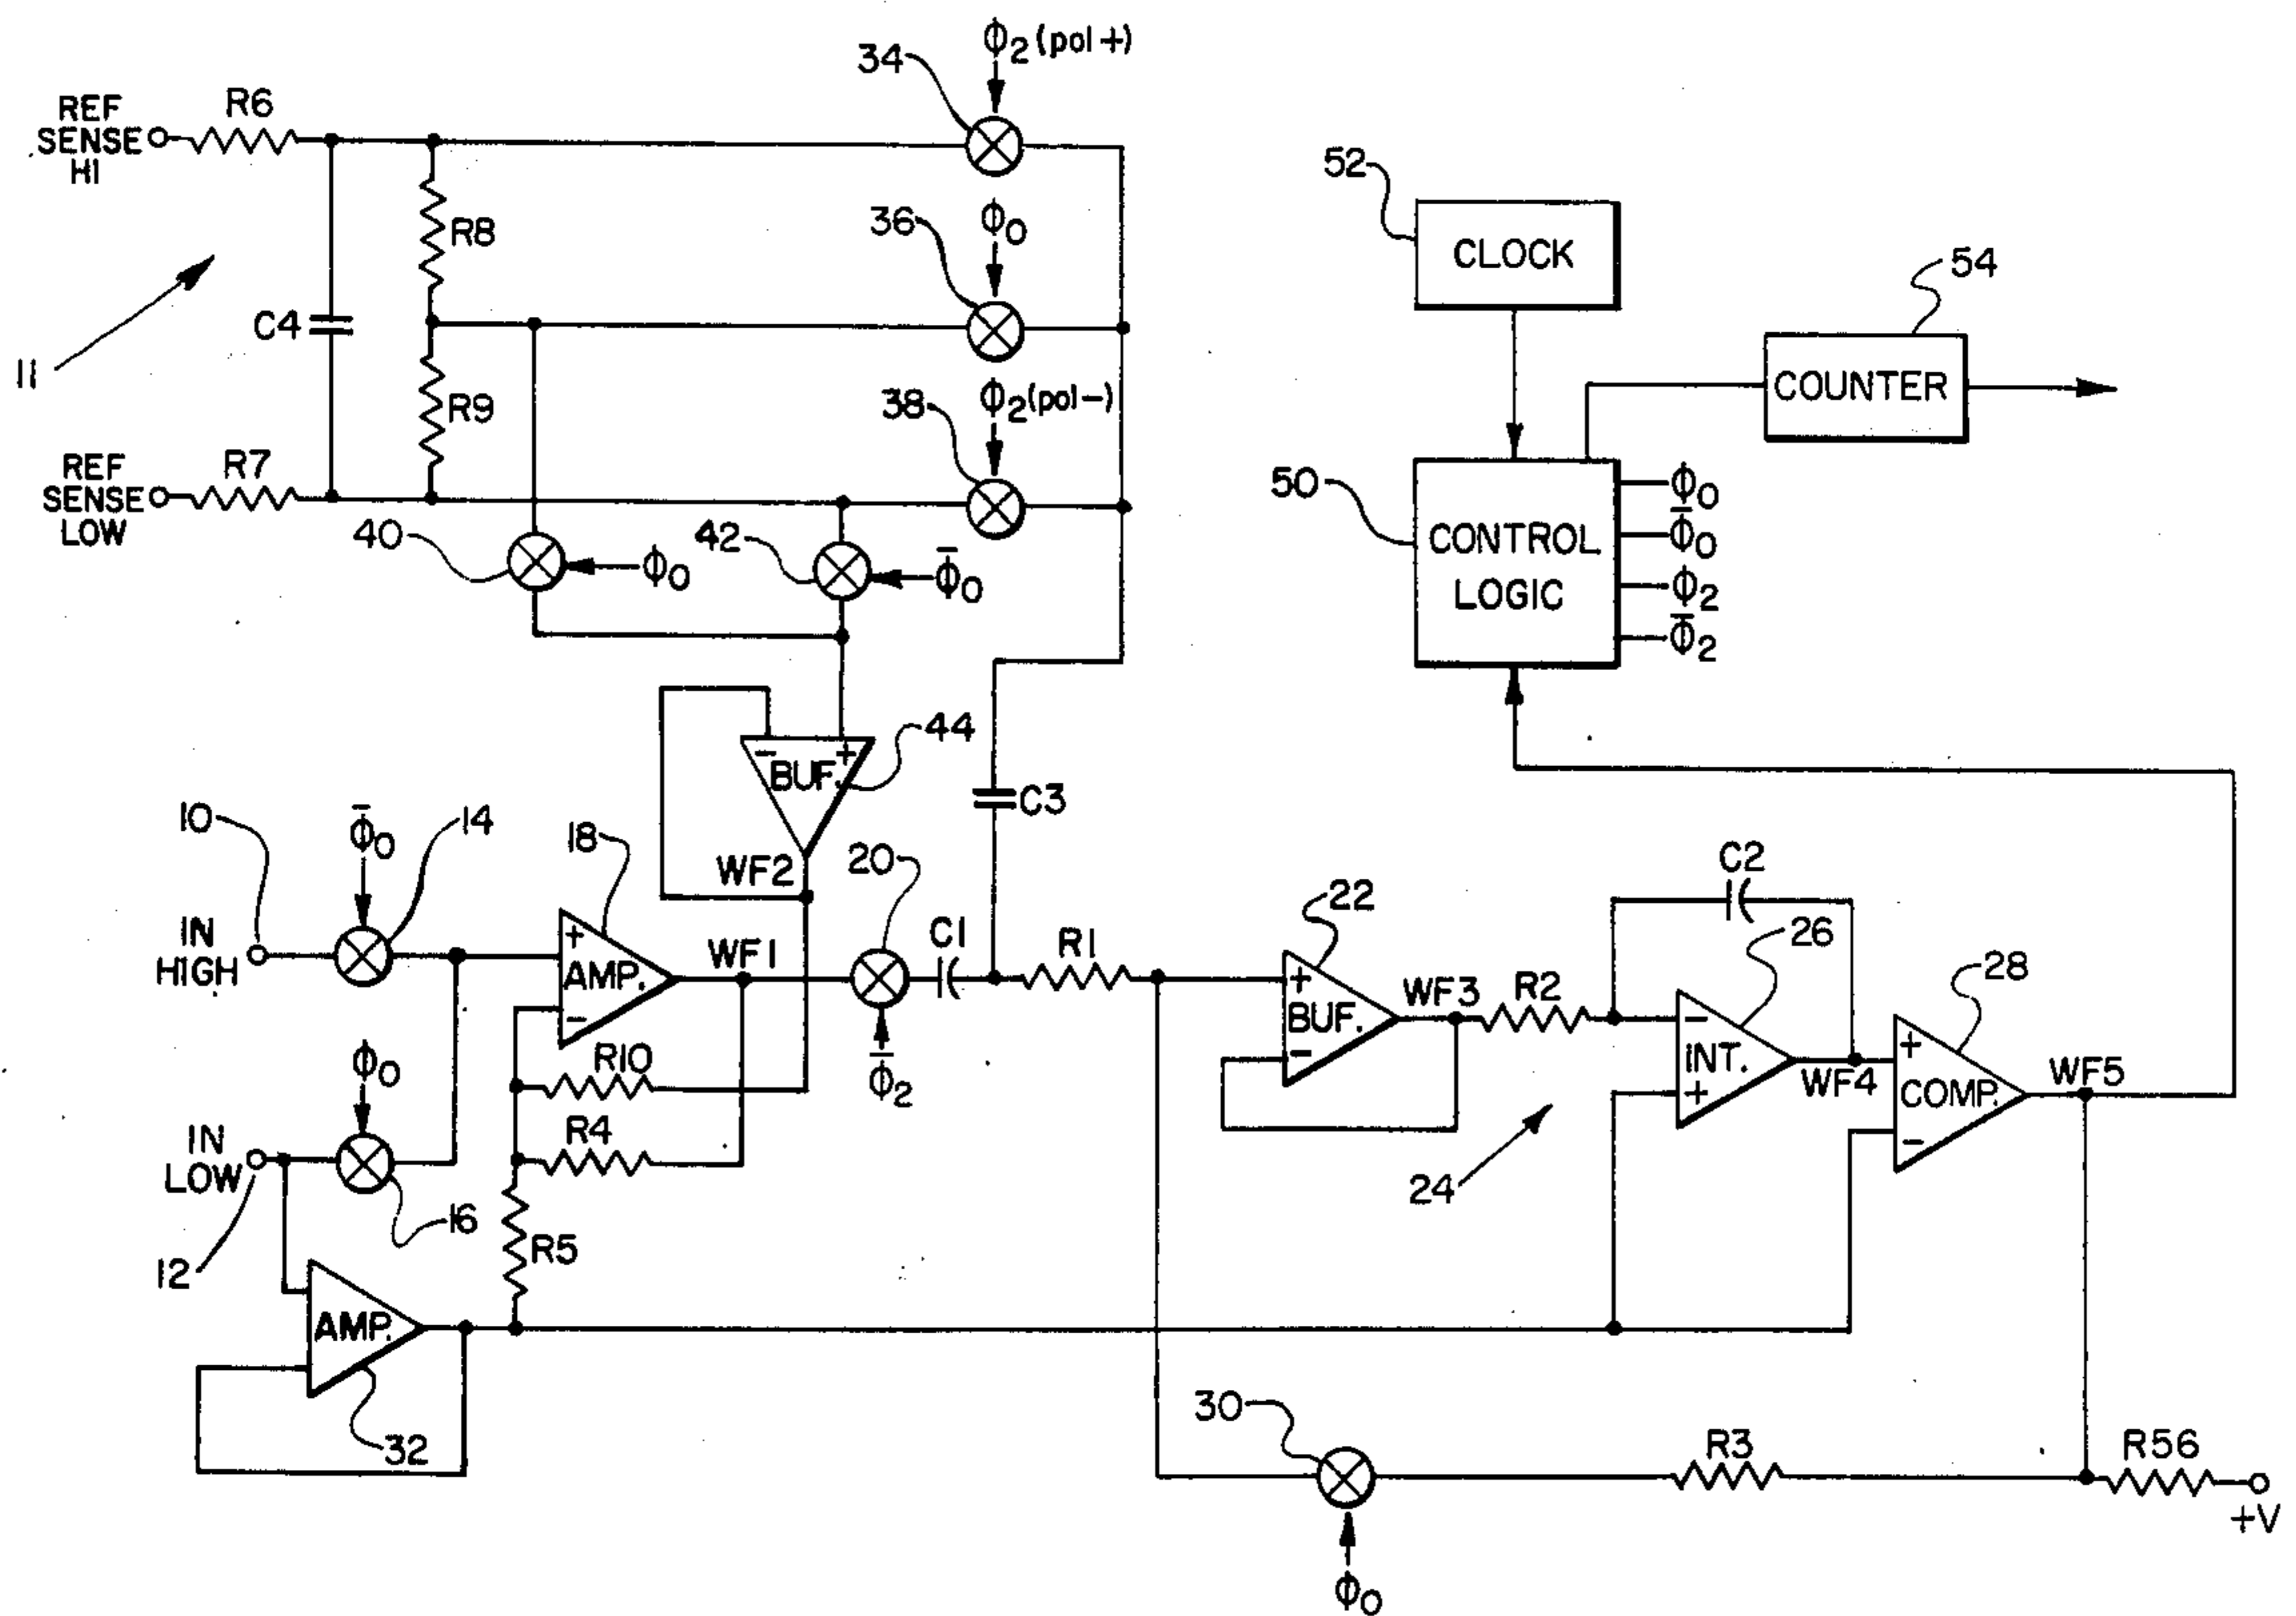 Φ2 (pol+)
34
REF
SENSE
HI
R6
52
Φ0
36
R8
CLOCK
54
C4
11
Φ2(pol-)
38
COUNTER
R9
REF
SENSE
LOW
R7
50
CONTROL
LOGIC
Φ0
Φ̄0
Φ2
Φ̄2
40
Φ0
42
Φ̄0
- +
BUF.
44
C3
10
Φ̄0
14
18
WF2
20
C2
22
IN
HIGH
+
AMP.
-
WF1
C1
R1
+
BUF.
-
WF3
R2
26
28
R10
Φ0
Φ̄2
-
INT.
+
WF4
+
COMP.
-
WF5
R4
IN
LOW
24
16
R5
12
AMP.
32
30
R3
R56
+V
Φ0